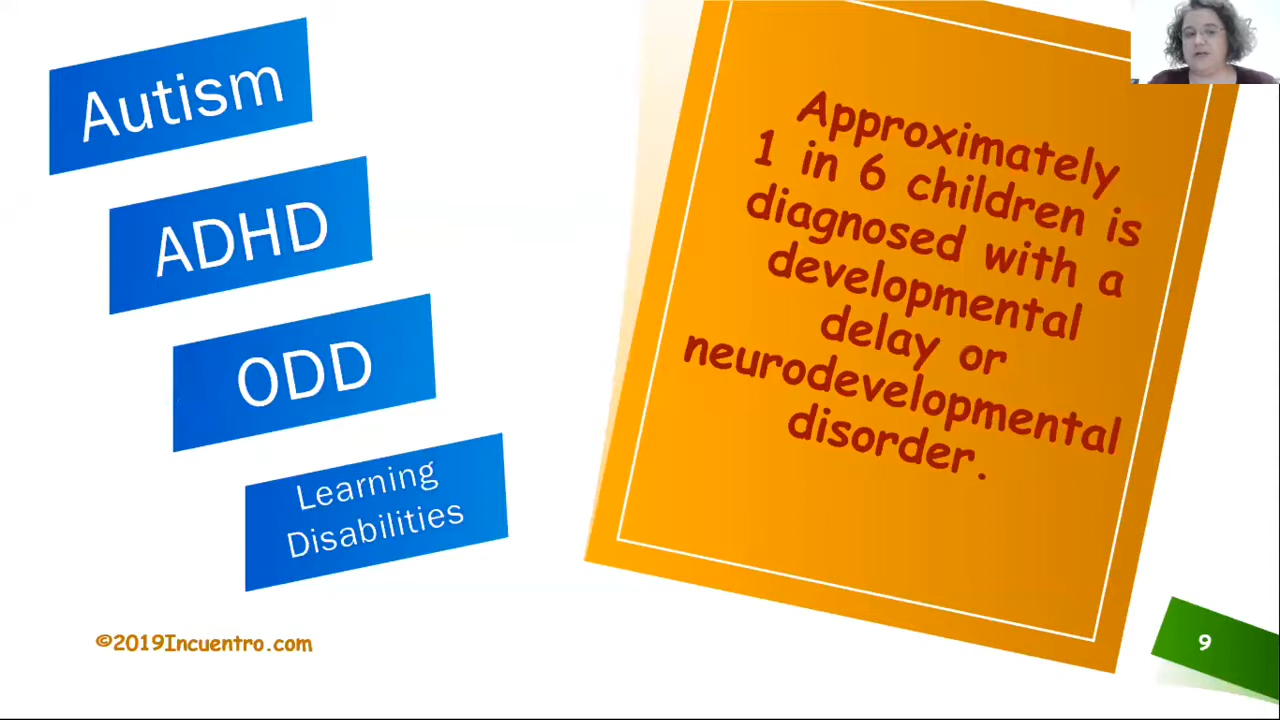 Autism
ADHD
ODD
Learning
Disabilities
©2019Incuentro.com
Approximately
1 in 6 children is
diagnosed with a
developmental
delay or
neurodevelopmental
disorder.
9